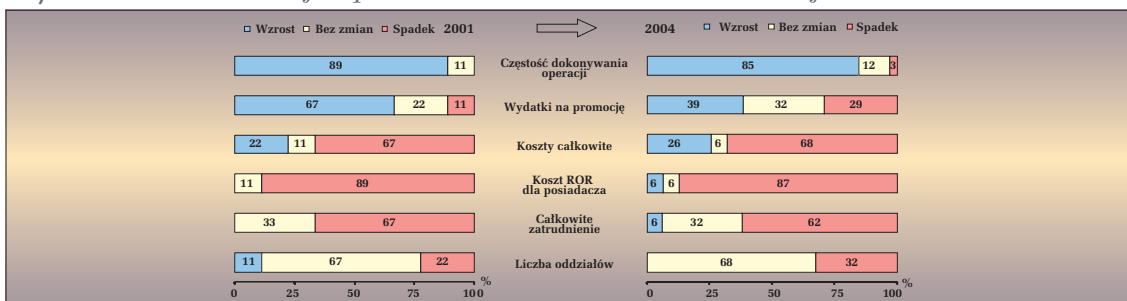 Wzrost Bez zmian Spadek 2001
2004 Wzrost Bez zmian Spadek
89 11 Częstość dokonywania operacji 85 12 3
67 22 11 Wydatki na promocję 39 32 29
22 11 67 Koszty całkowite 26 6 68
11 89 Koszt ROR dla posiadacza 6 6 87
33 67 Całkowite zatrudnienie 6 32 62
11 67 22 Liczba oddziałów 68 32
0 25 50 75 100 % 0 25 50 75 100 %